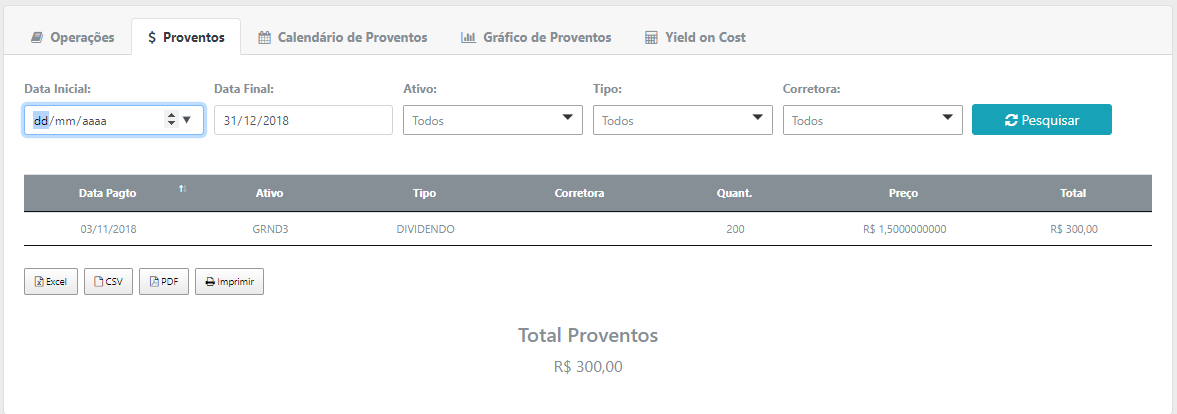 Operações Proventos Calendário de Proventos Gráfico de Proventos Yield on Cost
Data Inicial: Data Final: Ativo: Tipo: Corretora:
dd/mm/aaaa 31/12/2018 Todos Todos Todos Pesquisar
Data Pagto Ativo Tipo Corretora Quant. Preço Total
03/11/2018 GRND3 DIVIDENDO 200 R$ 1,5000000000 R$ 300,00
Excel CSV PDF Imprimir
Total Proventos
R$ 300,00